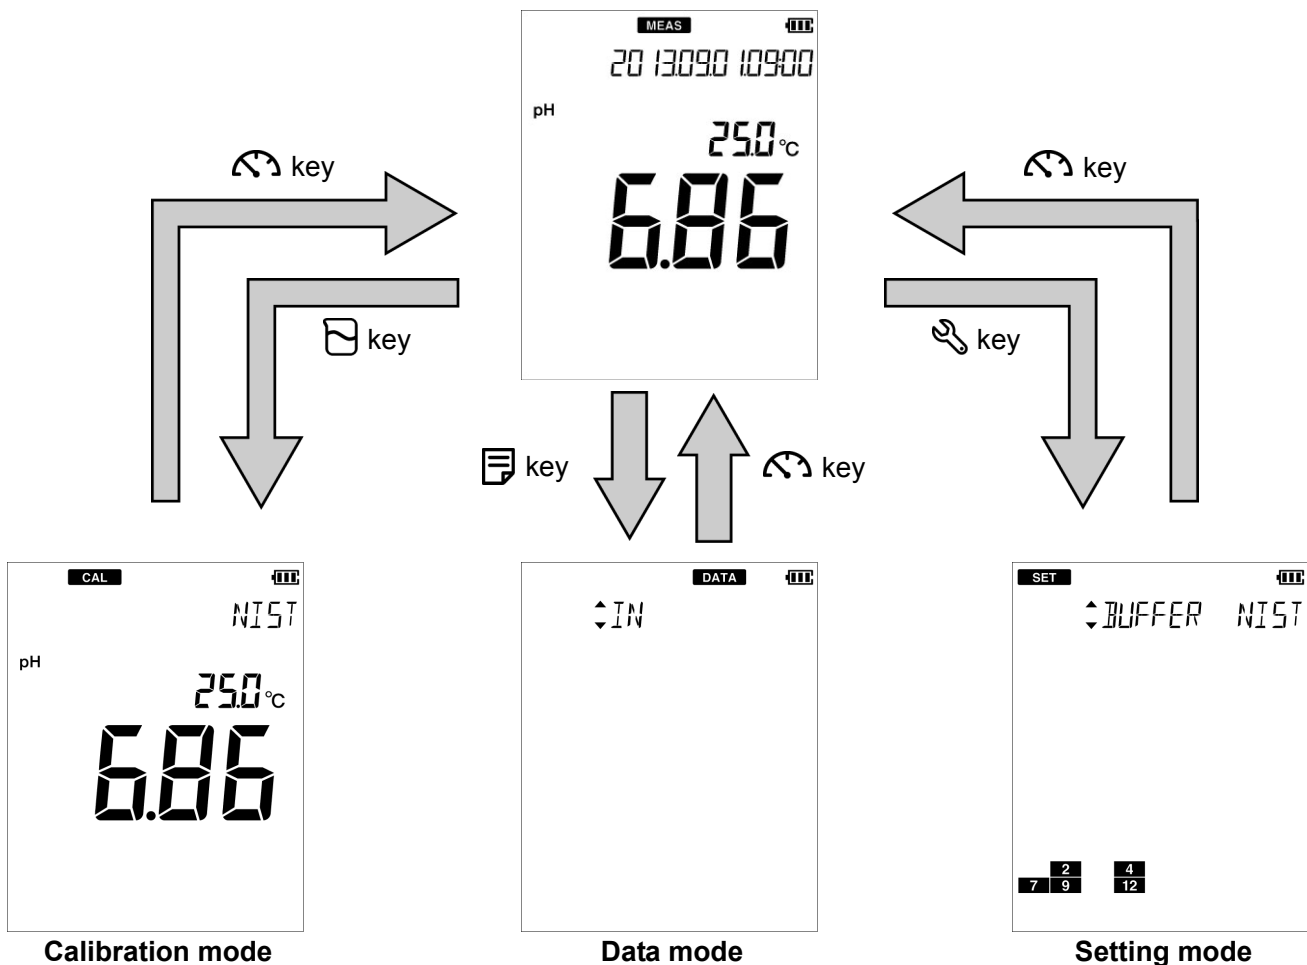 MEAS
2013.09.01.09:00
pH
25.0 °C
6.86
key
key
key
key
key
key
CAL
NIST
pH
25.0 °C
6.86
DATA
IN
SET
BUFFER NIST
2 4
7 9 12
Calibration mode
Data mode
Setting mode